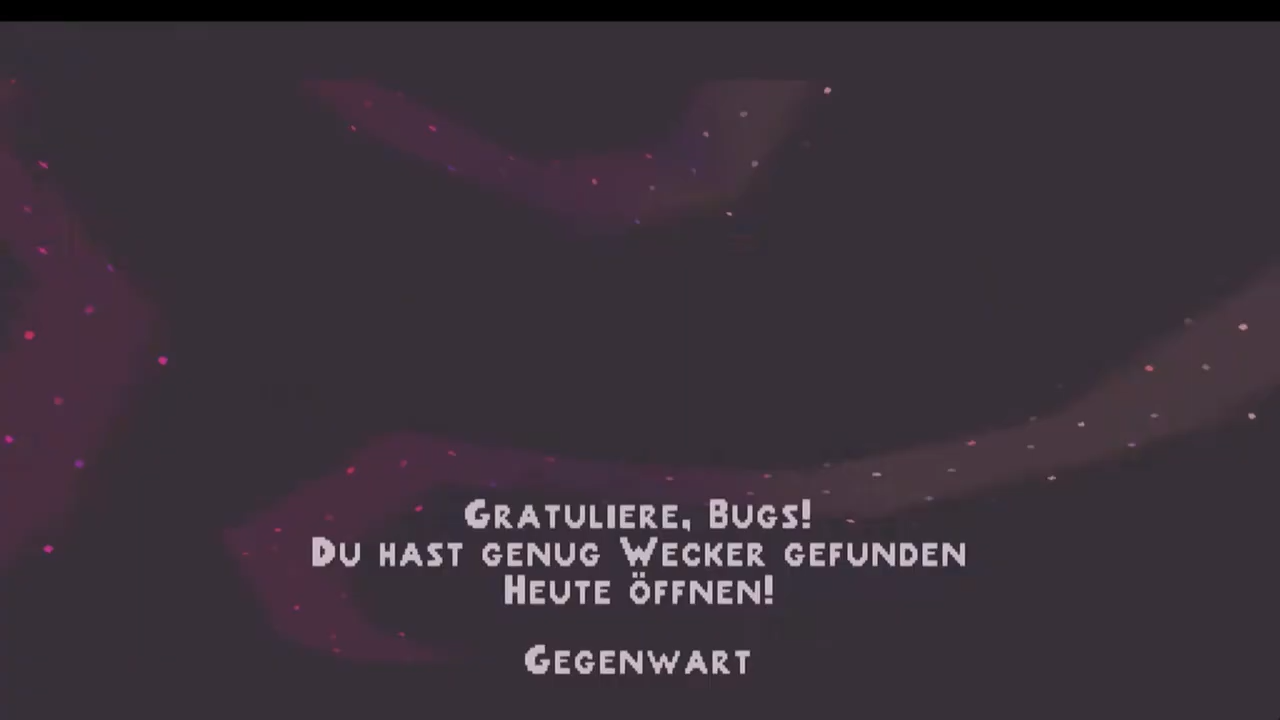 Gratuliere, Bugs!
Du hast genug Wecker gefunden
Heute öffnen!
Gegenwart